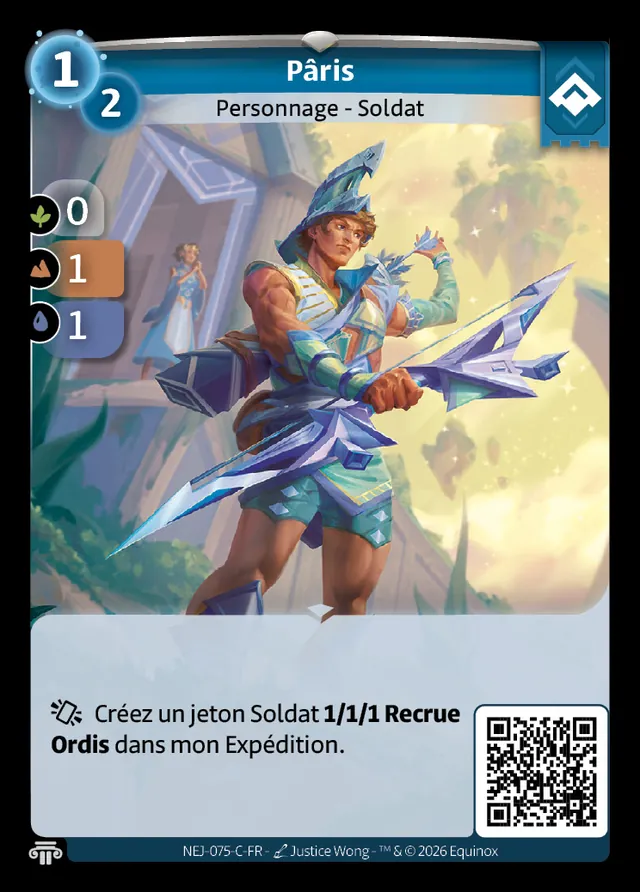 1
Pâris
2
Personnage - Soldat
0
1
1
Créez un jeton Soldat 1/1/1 Recrue
Ordis dans mon Expédition.
NEJ-075-C-FR - Justice Wong - ™ & © 2026 Equinox